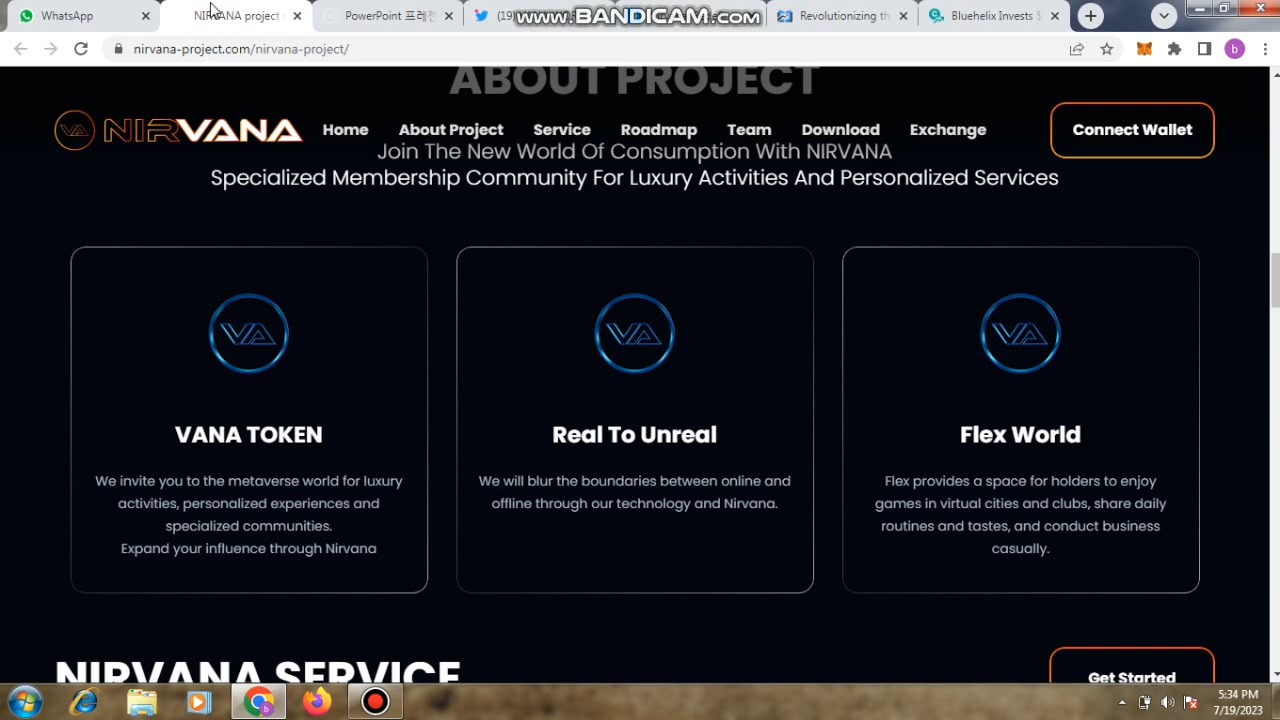 WhatsApp
NIRVANA project
PowerPoint 프레젠
(19)
www.BANDICAM.com
Revolutionizing th
Bluehelix Invests S
nirvana-project.com/nirvana-project/
b
ABOUT PROJECT
VA NIRVANA
Home
About Project
Service
Roadmap
Team
Download
Exchange
Connect Wallet
Join The New World Of Consumption With NIRVANA
Specialized Membership Community For Luxury Activities And Personalized Services
VA
VANA TOKEN
We invite you to the metaverse world for luxury
activities, personalized experiences and
specialized communities.
Expand your influence through Nirvana
VA
Real To Unreal
We will blur the boundaries between online and
offline through our technology and Nirvana.
VA
Flex World
Flex provides a space for holders to enjoy
games in virtual cities and clubs, share daily
routines and tastes, and conduct business
casually.
NIRVANA SERVICE
Get Started
5:34 PM
7/19/2023